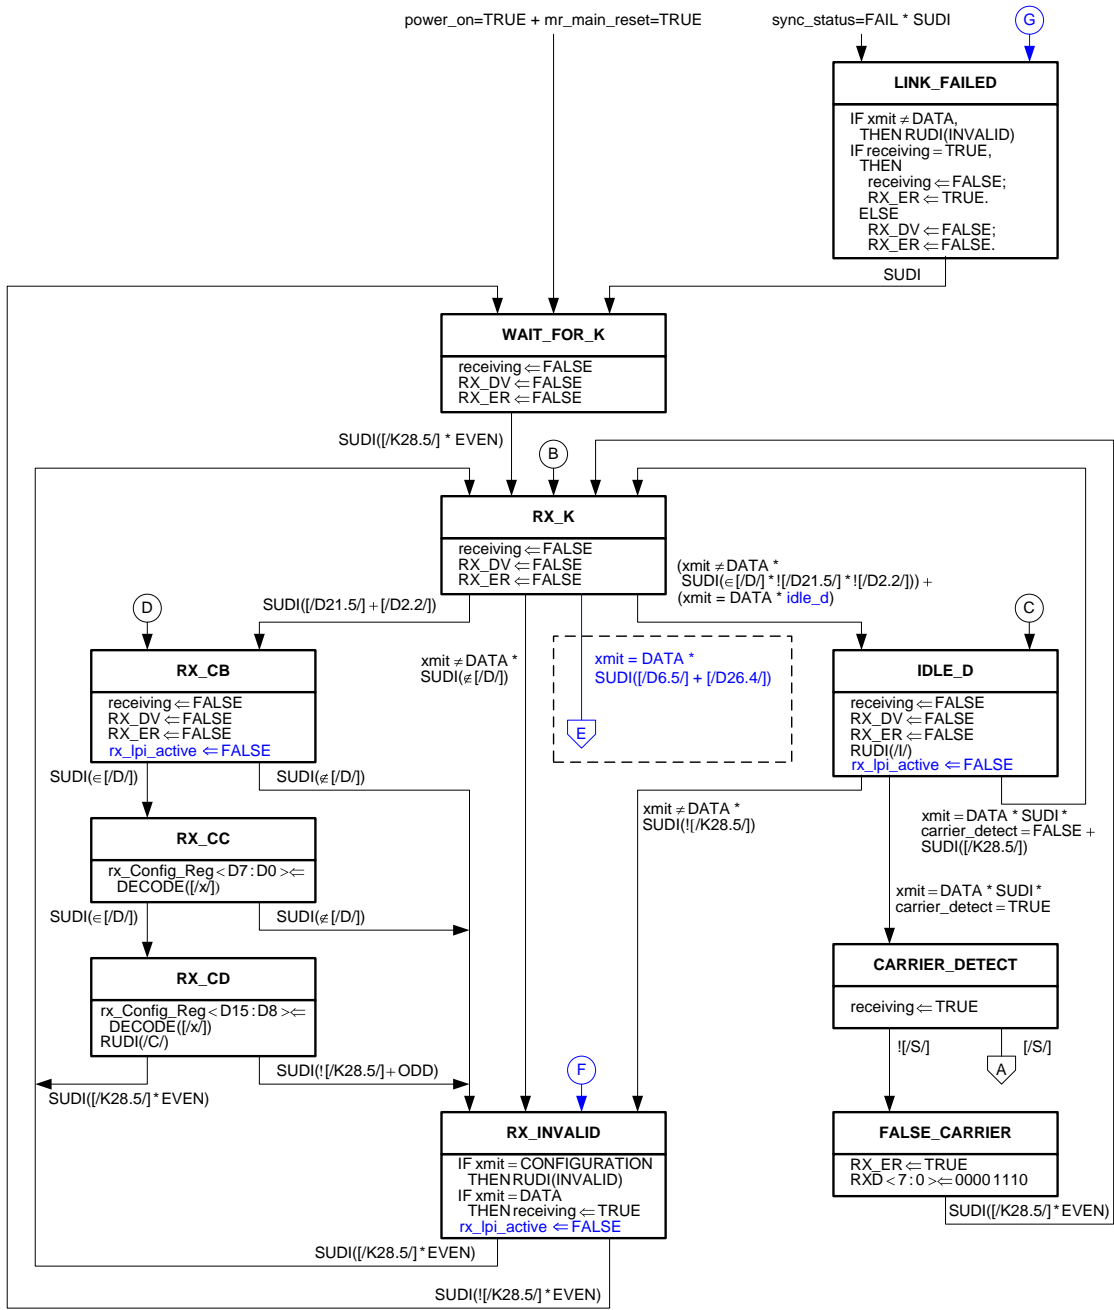 power_on=TRUE + mr_main_reset=TRUE
sync_status=FAIL * SUDI
G
LINK_FAILED
IF xmit ≠ DATA,
THEN RUDI(INVALID)
IF receiving = TRUE,
THEN
receiving ⇐ FALSE;
RX_ER ⇐ TRUE.
ELSE
RX_DV ⇐ FALSE;
RX_ER ⇐ FALSE.
SUDI
WAIT_FOR_K
receiving ⇐ FALSE
RX_DV ⇐ FALSE
RX_ER ⇐ FALSE
SUDI([/K28.5/] * EVEN)
B
RX_K
receiving ⇐ FALSE
RX_DV ⇐ FALSE
RX_ER ⇐ FALSE
(xmit ≠ DATA *
SUDI(∈[/D/] * ![/D21.5/] * ![/D2.2/])) +
(xmit = DATA * idle_d)
SUDI([/D21.5/] + [/D2.2/])
D
C
xmit ≠ DATA *
SUDI(∉[/D/])
xmit = DATA *
SUDI([/D6.5/] + [/D26.4/])
E
RX_CB
receiving ⇐ FALSE
RX_DV ⇐ FALSE
RX_ER ⇐ FALSE
rx_lpi_active ⇐ FALSE
IDLE_D
receiving ⇐ FALSE
RX_DV ⇐ FALSE
RX_ER ⇐ FALSE
RUDI(/I/)
rx_lpi_active ⇐ FALSE
SUDI(∈[/D/])
SUDI(∉[/D/])
xmit ≠ DATA *
SUDI(![/K28.5/])
xmit = DATA * SUDI *
carrier_detect = FALSE +
SUDI([/K28.5/])
RX_CC
rx_Config_Reg<D7:D0>⇐
DECODE([/x/])
xmit = DATA * SUDI *
carrier_detect = TRUE
SUDI(∈[/D/])
SUDI(∉[/D/])
RX_CD
rx_Config_Reg<D15:D8>⇐
DECODE([/x/])
RUDI(/C/)
CARRIER_DETECT
receiving ⇐ TRUE
![/S/]
[/S/]
A
SUDI(![/K28.5/]+ODD)
SUDI([/K28.5/]*EVEN)
F
RX_INVALID
IF xmit = CONFIGURATION
THEN RUDI(INVALID)
IF xmit = DATA
THEN receiving ⇐ TRUE
rx_lpi_active ⇐ FALSE
FALSE_CARRIER
RX_ER ⇐ TRUE
RXD<7:0>⇐00001110
SUDI([/K28.5/]*EVEN)
SUDI([/K28.5/]*EVEN)
SUDI(![/K28.5/]*EVEN)